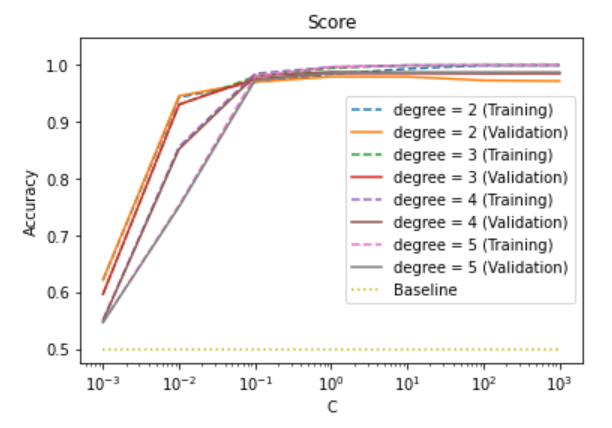 Score
Accuracy
1.0
0.9
0.8
0.7
0.6
0.5
degree = 2 (Training)
degree = 2 (Validation)
degree = 3 (Training)
degree = 3 (Validation)
degree = 4 (Training)
degree = 4 (Validation)
degree = 5 (Training)
degree = 5 (Validation)
Baseline
10⁻³ 10⁻² 10⁻¹ 10⁰ 10¹ 10² 10³
C